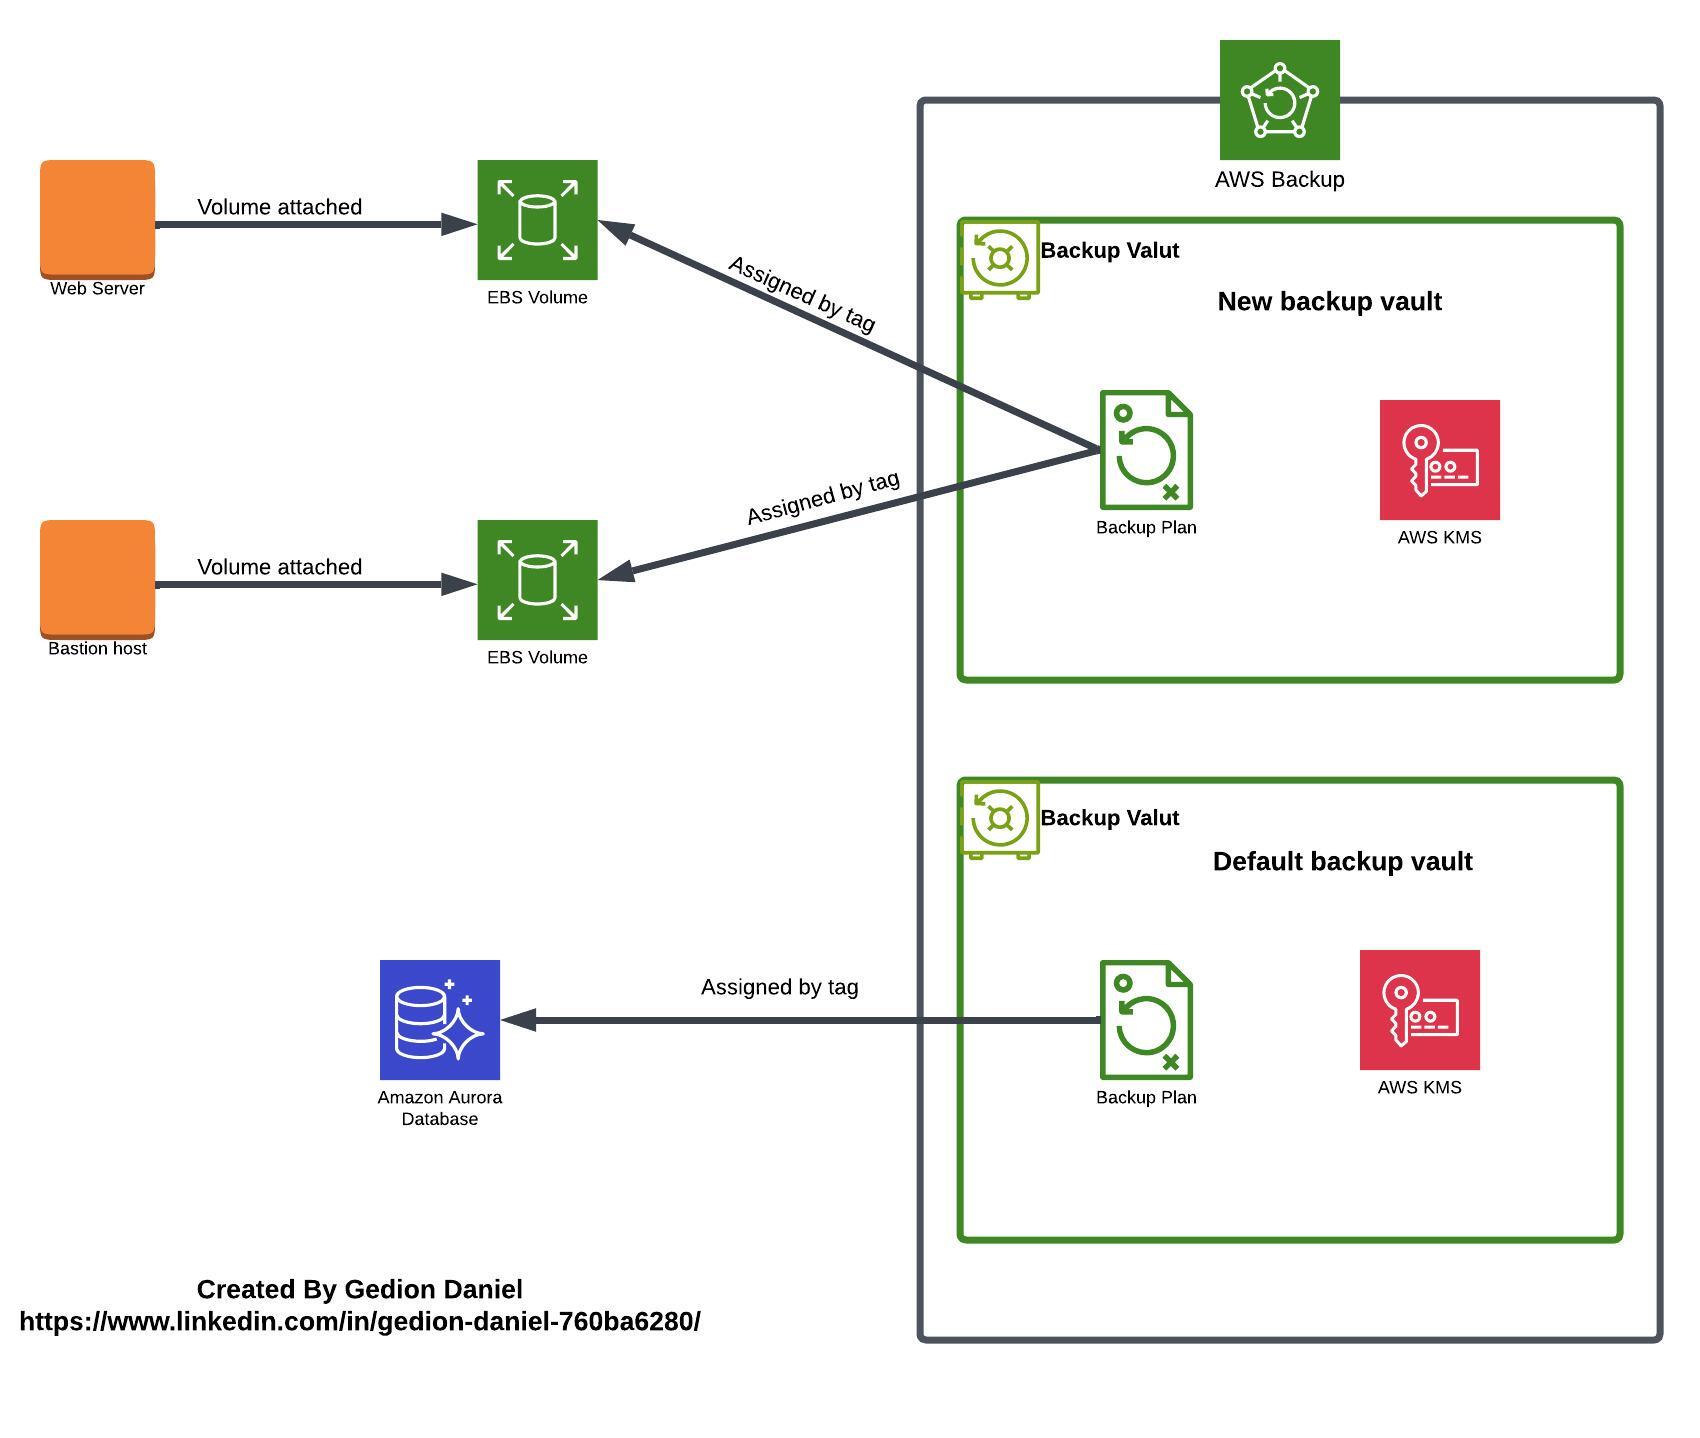 AWS Backup
Web Server
Volume attached
EBS Volume
Assigned by tag
Backup Valut
New backup vault
Backup Plan
AWS KMS
Assigned by tag
Bastion host
Volume attached
EBS Volume
Backup Valut
Default backup vault
Assigned by tag
Amazon Aurora
Database
Backup Plan
AWS KMS
Created By Gedion Daniel
https://www.linkedin.com/in/gedion-daniel-760ba6280/